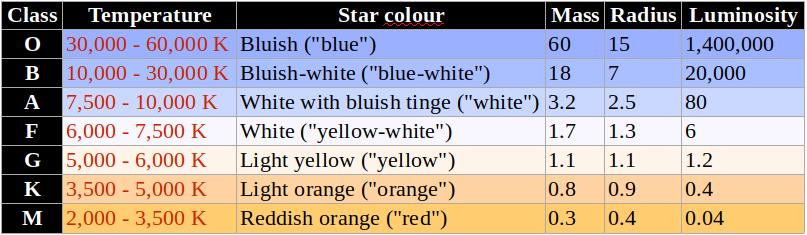 Class Temperature Star colour Mass Radius Luminosity
O 30,000 - 60,000 K Bluish ("blue") 60 15 1,400,000
B 10,000 - 30,000 K Bluish-white ("blue-white") 18 7 20,000
A 7,500 - 10,000 K White with bluish tinge ("white") 3.2 2.5 80
F 6,000 - 7,500 K White ("yellow-white") 1.7 1.3 6
G 5,000 - 6,000 K Light yellow ("yellow") 1.1 1.1 1.2
K 3,500 - 5,000 K Light orange ("orange") 0.8 0.9 0.4
M 2,000 - 3,500 K Reddish orange ("red") 0.3 0.4 0.04